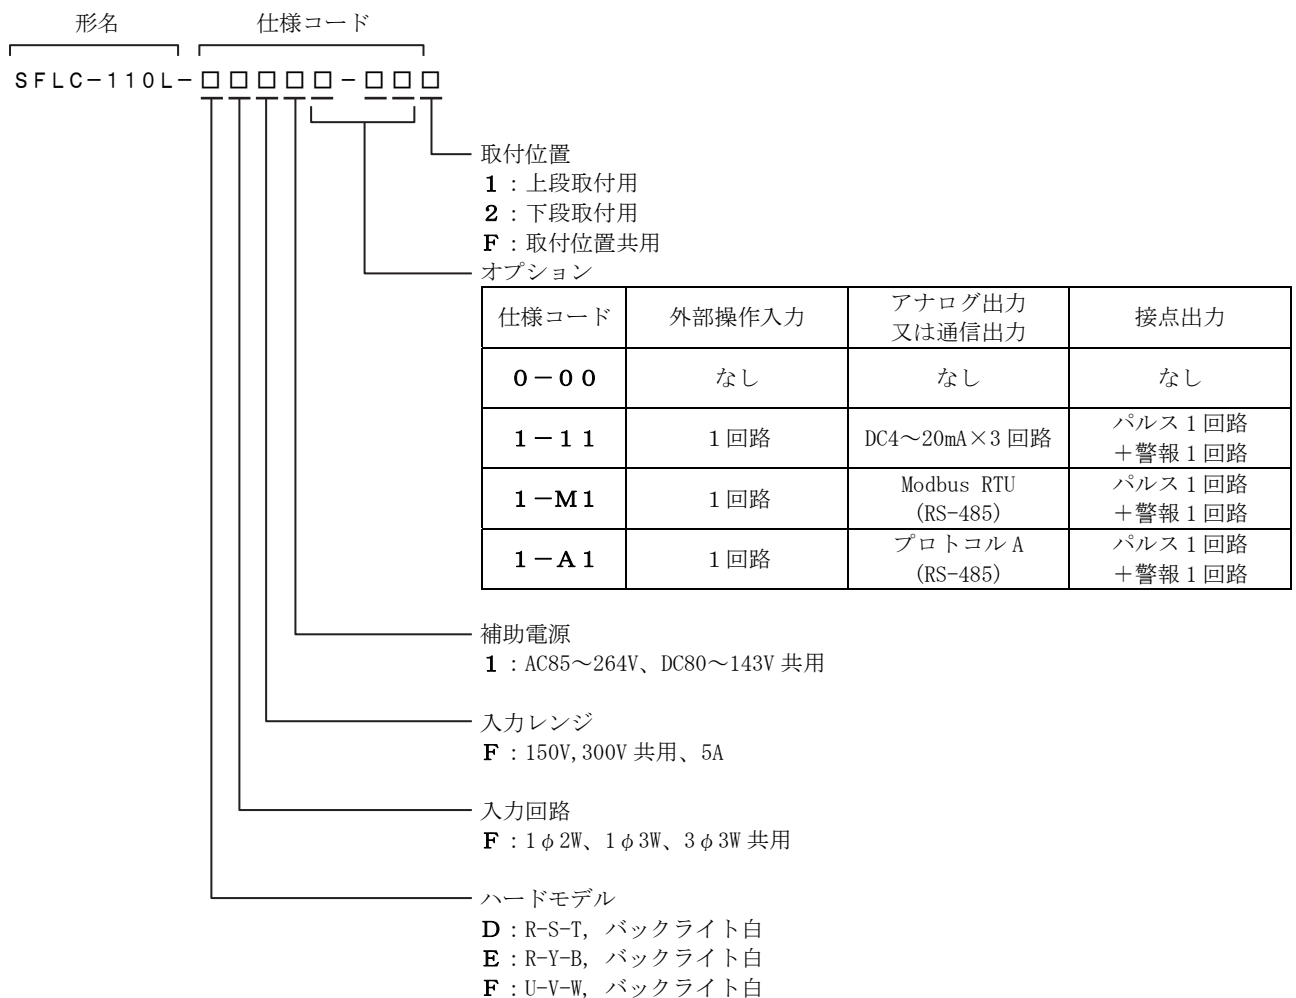 形名 仕様コード
SFLC-110L-□□□□□-□□□
取付位置
1:上段取付用
2:下段取付用
F:取付位置共用
オプション
仕様コード 外部操作入力 アナログ出力又は通信出力 接点出力
0-00 なし なし なし
1-11 1回路 DC4～20mA×3回路 パルス1回路+警報1回路
1-M1 1回路 Modbus RTU (RS-485) パルス1回路+警報1回路
1-A1 1回路 プロトコルA (RS-485) パルス1回路+警報1回路
補助電源
1:AC85～264V、DC80～143V共用
入力レンジ
F:150V,300V共用、5A
入力回路
F:1φ2W、1φ3W、3φ3W共用
ハードモデル
D:R-S-T, バックライト白
E:R-Y-B, バックライト白
F:U-V-W, バックライト白